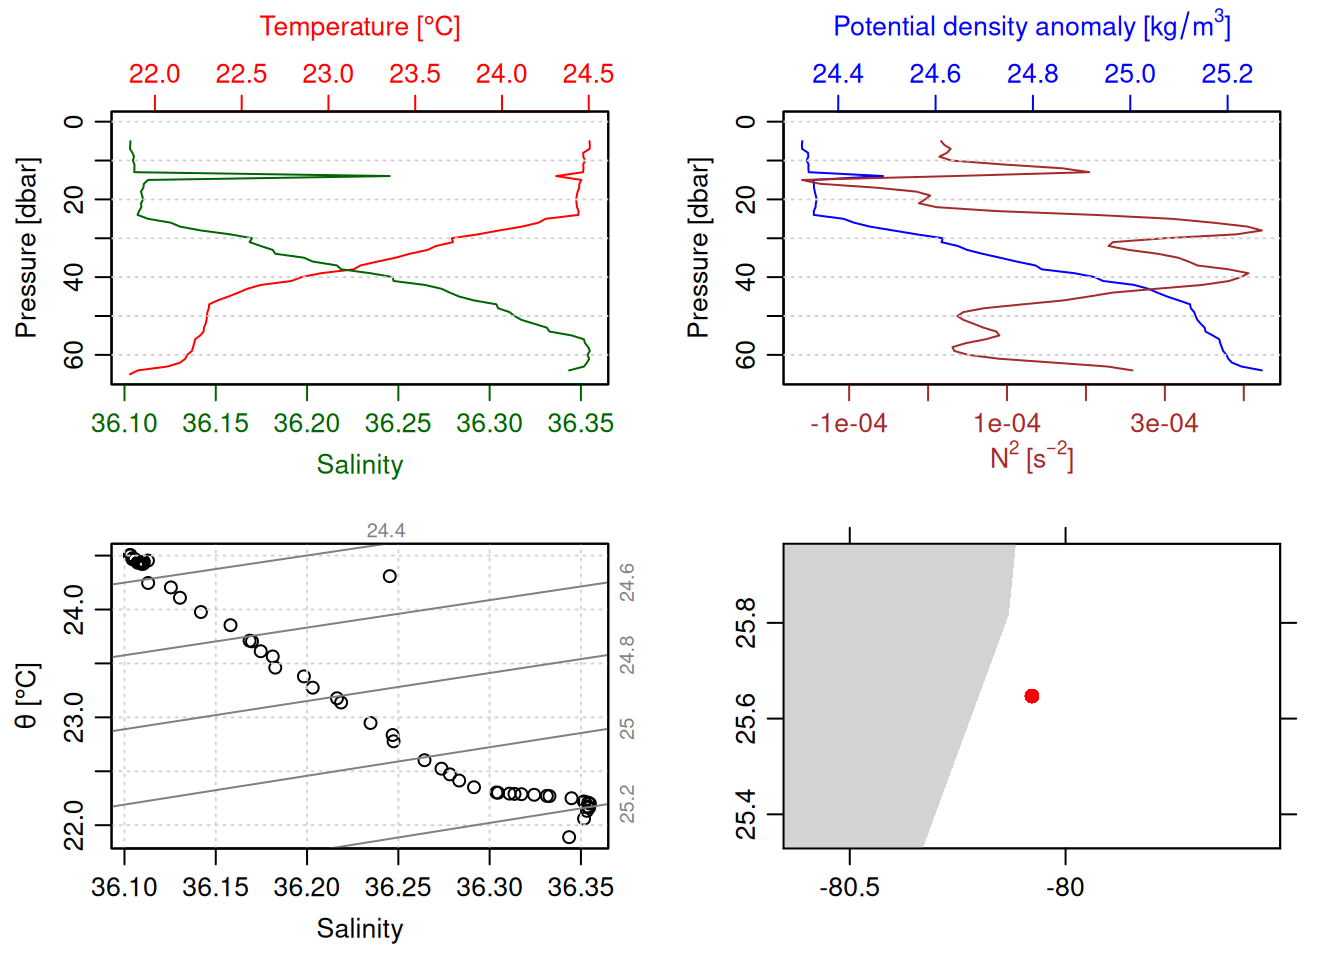 Temperature [°C]
22.0 22.5 23.0 23.5 24.0 24.5
Pressure [dbar]
0
20
40
60
36.10 36.15 36.20 36.25 36.30 36.35
Salinity
Potential density anomaly [kg/m³]
24.4 24.6 24.8 25.0 25.2
Pressure [dbar]
0
20
40
60
-1e-04 1e-04 3e-04
N² [s⁻²]
24.4
24.6
24.8
25
25.2
θ [°C]
24.0
23.0
22.0
36.10 36.15 36.20 36.25 36.30 36.35
Salinity
25.8
25.6
25.4
-80.5 -80